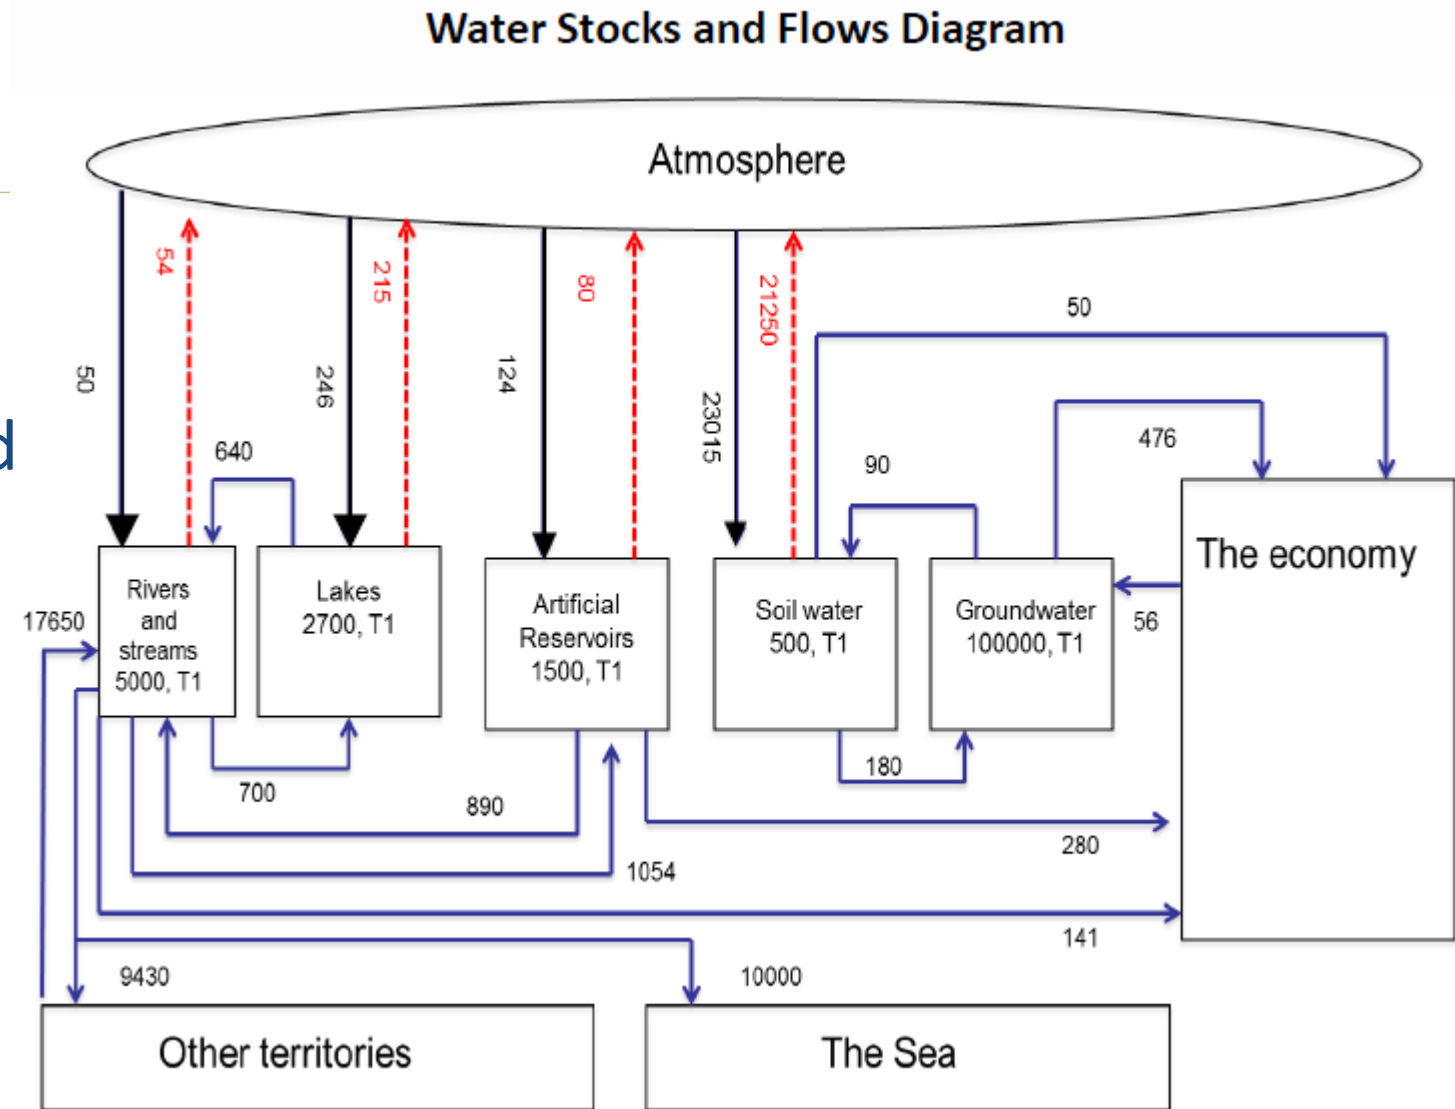 Water Stocks and Flows Diagram
Atmosphere
54
215
80
21250
50
50
246
124
23015
640
90
476
d
The economy
Rivers
and
streams
5000, T1
Lakes
2700, T1
Artificial
Reservoirs
1500, T1
Soil water
500, T1
Groundwater
100000, T1
56
17650
700
890
180
280
1054
141
9430
10000
Other territories
The Sea